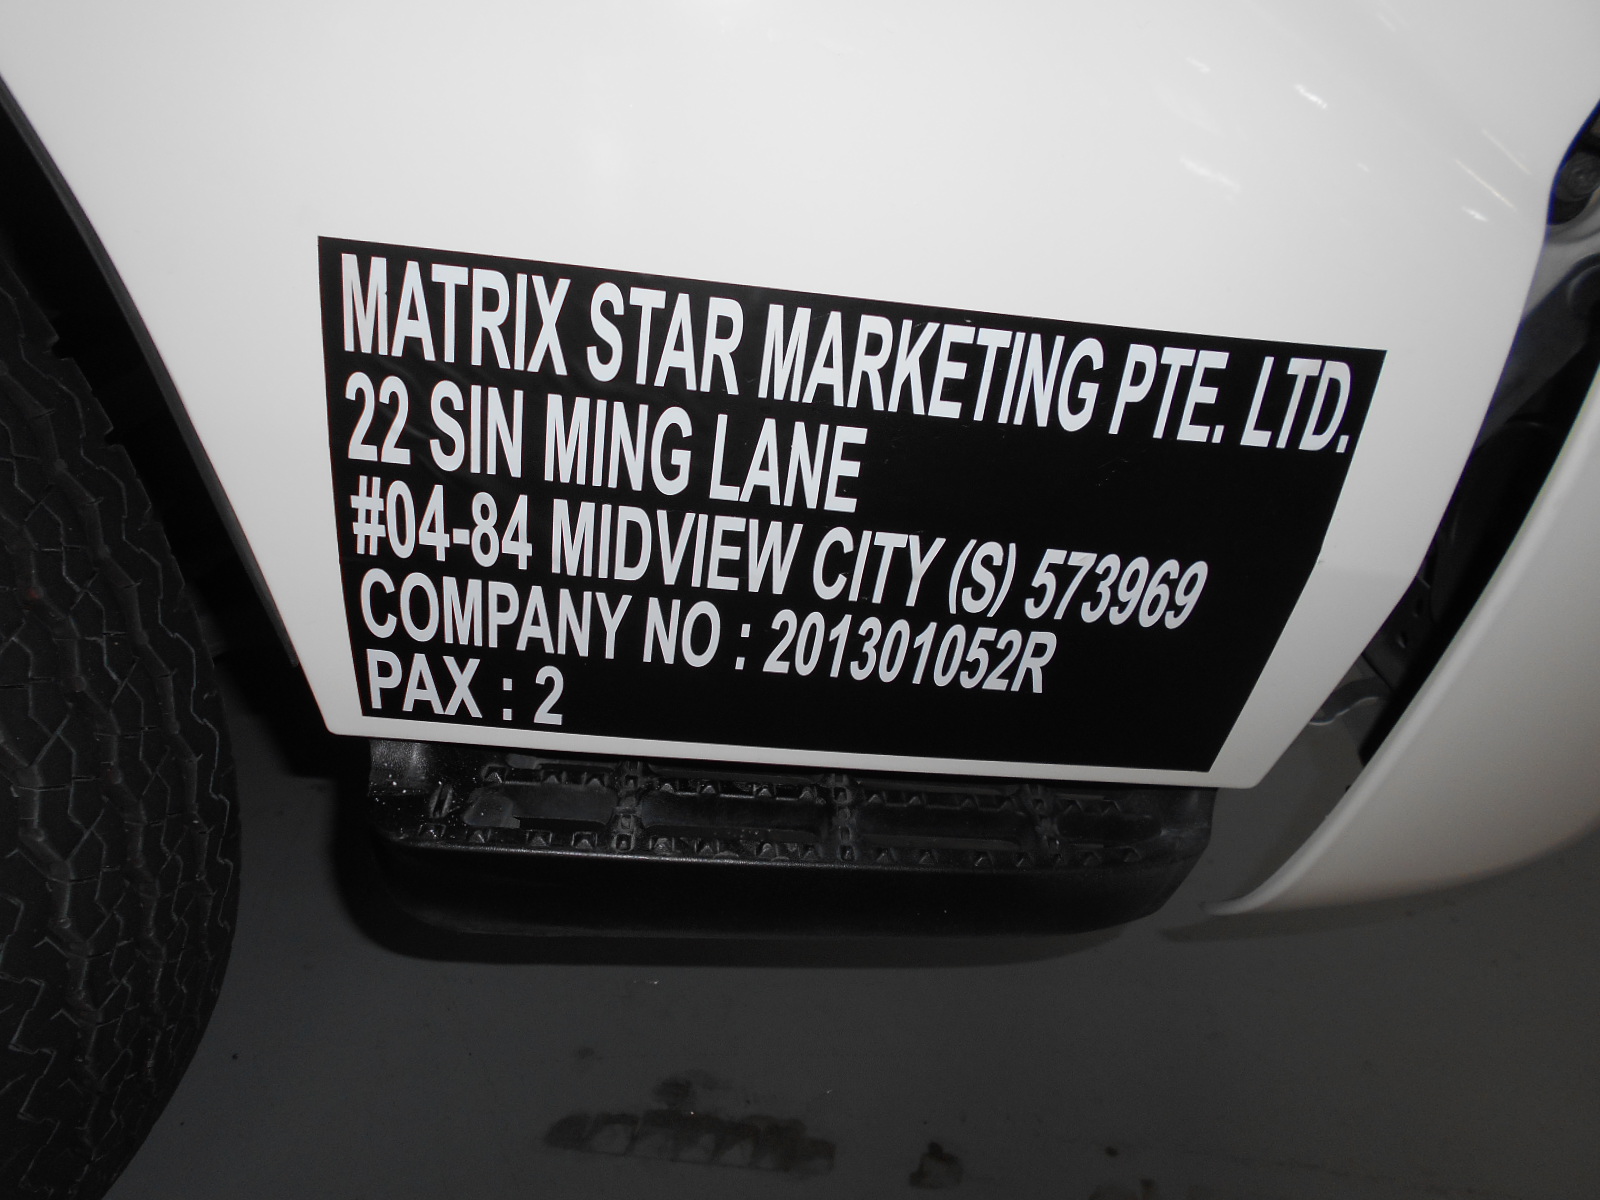 MATRIX STAR MARKETING PTE. LTD.
22 SIN MING LANE
#04-84 MIDVIEW CITY (S) 573969
COMPANY NO : 201301052R
PAX : 2